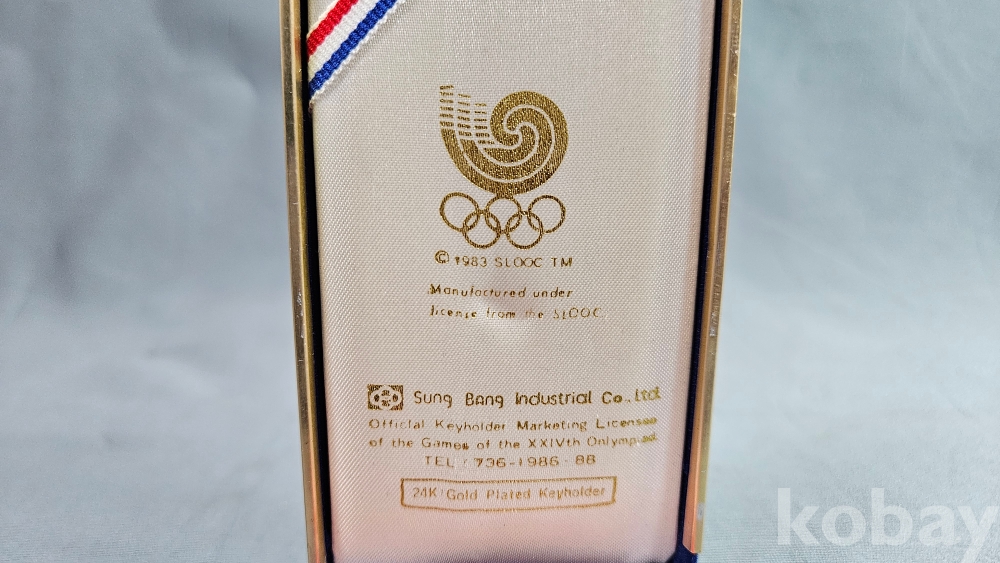 © 1983 SLOOC TM
Manufactured under
license from the SLOOC
Sung Bang Industrial Co., Ltd.
Official Keyholder Marketing Licensee
of the Games of the XXIVth Onlympiad.
TEL : 736-1986-88
24K Gold Plated Keyholder
kobay